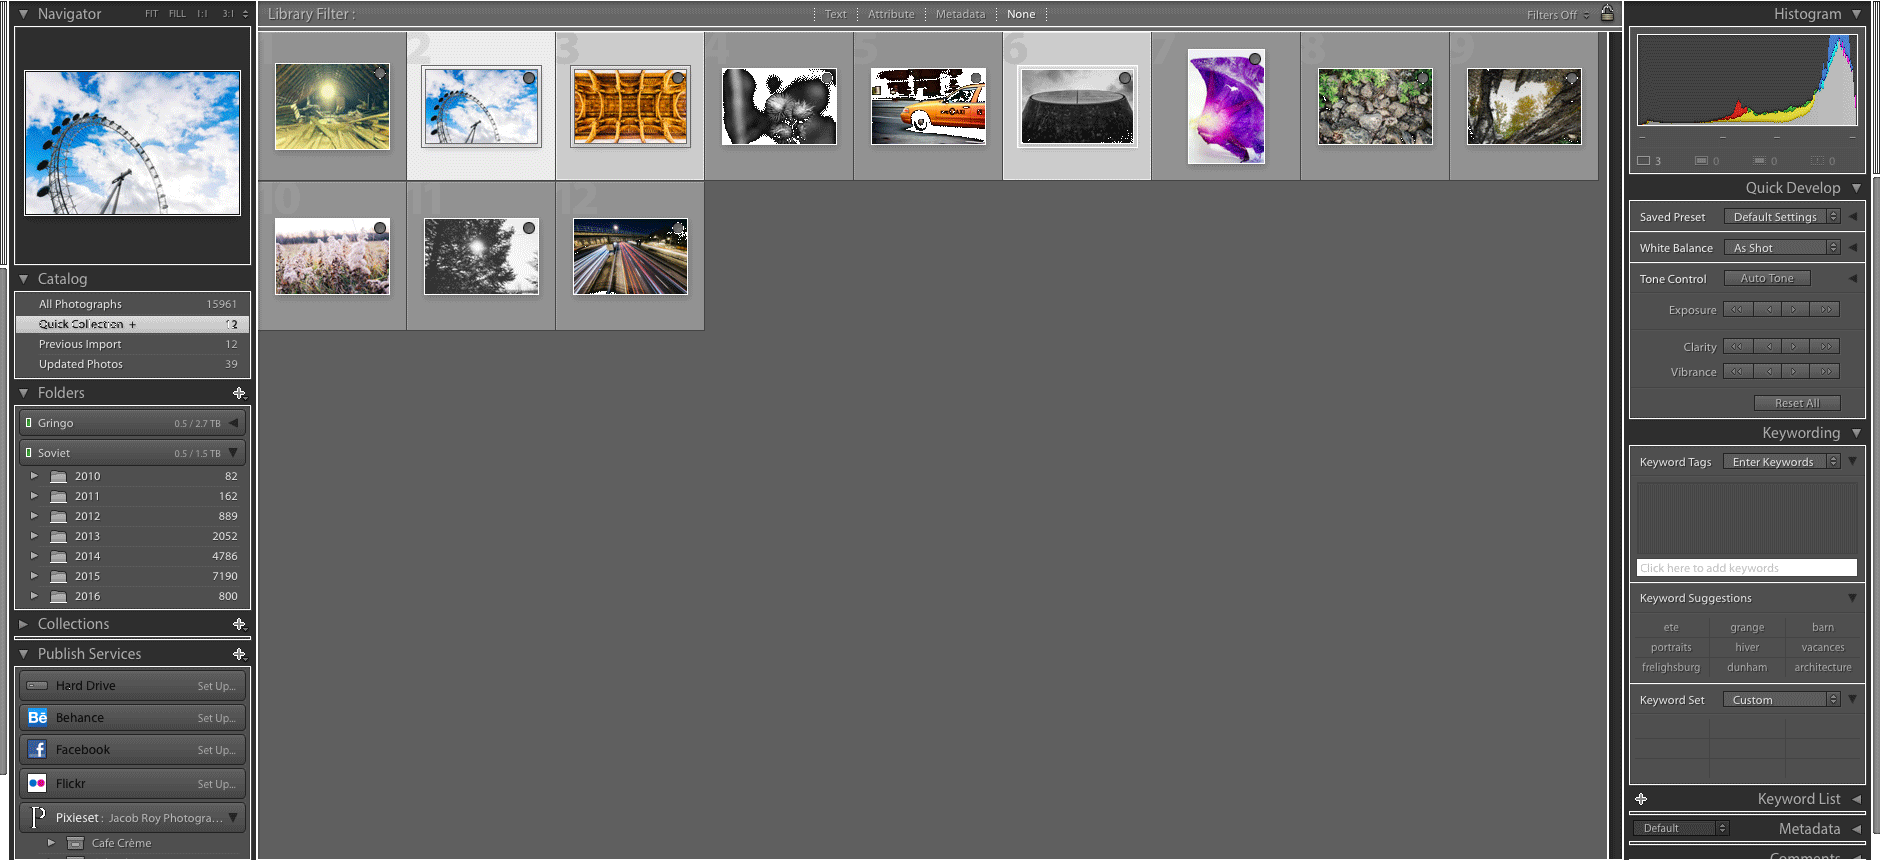 Navigator FIT FILL 1:1 3:1
Catalog
All Photographs 15961
Quick Collection + 12
Previous Import 12
Updated Photos 39
Folders
Gringo 0.5 / 2.7 TB
Soviet 0.5 / 1.5 TB
2010 82
2011 162
2012 889
2013 2052
2014 4786
2015 7190
2016 800
Collections
Publish Services
Hard Drive Set Up...
Bē Behance Set Up...
f Facebook Set Up...
Flickr Set Up...
P Pixieset : Jacob Roy Photogra...
Cafe Crème
Library Filter : Text Attribute Metadata None Filters Off
1 2 3 4 5 6 7 8 9
10 11 12
Histogram
3 0 0 0
Quick Develop
Saved Preset Default Settings
White Balance As Shot
Tone Control Auto Tone
Exposure
Clarity
Vibrance
Reset All
Keywording
Keyword Tags Enter Keywords
Click here to add keywords
Keyword Suggestions
ete grange barn
portraits hiver vacances
frelighsburg dunham architecture
Keyword Set Custom
Keyword List
Default Metadata
Comments